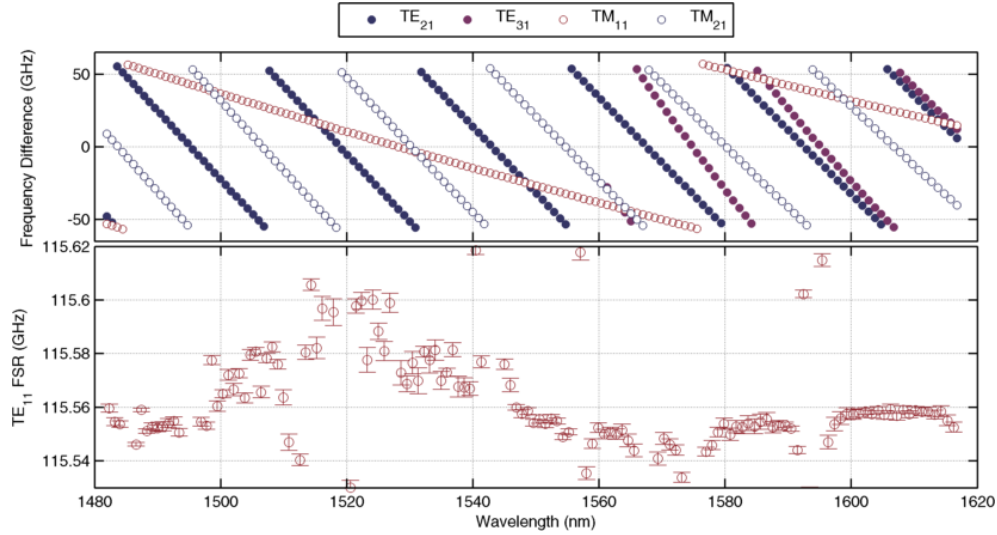 TE21 TE31 TM11 TM21
Frequency Difference (GHz)
50
0
-50
TE11 FSR (GHz)
115.62
115.6
115.58
115.56
115.54
1480 1500 1520 1540 1560 1580 1600 1620
Wavelength (nm)